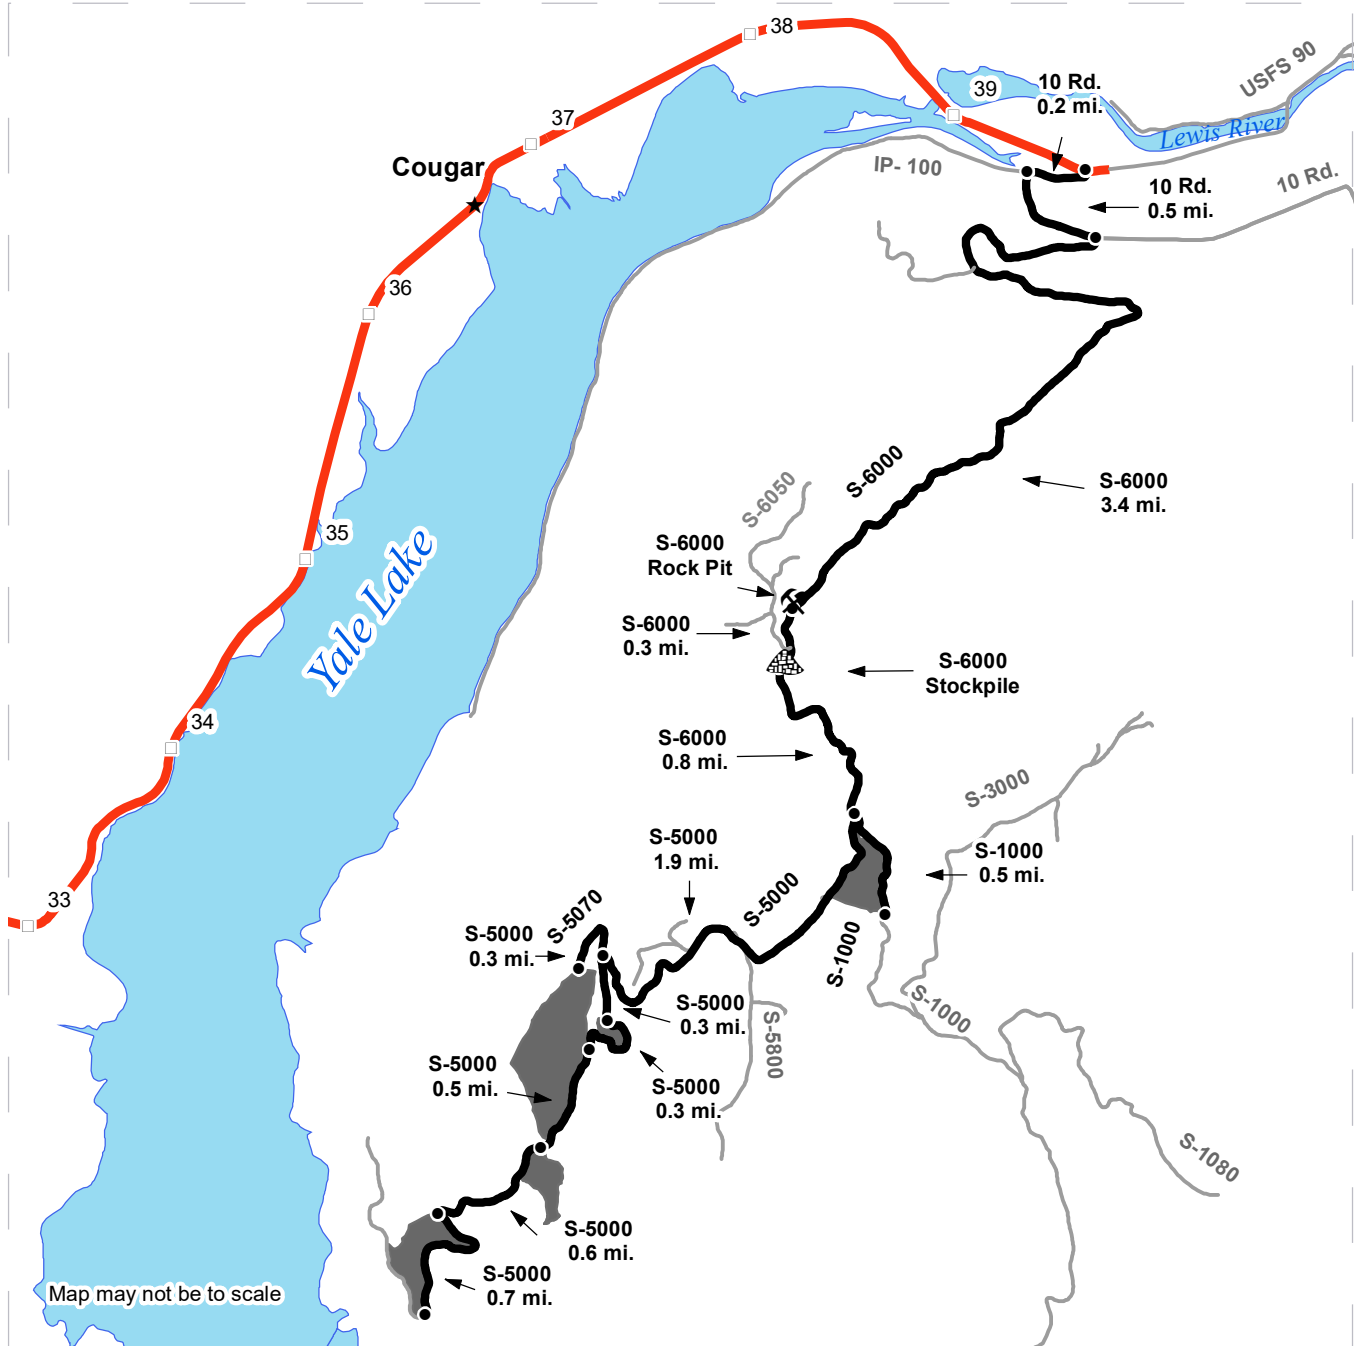 38
USFS 90
39
10 Rd.
0.2 mi.
37
Lewis River
Cougar
IP- 100
10 Rd.
0.5 mi.
10 Rd.
36
S-6000
S-6050
S-6000
3.4 mi.
35
Yale Lake
S-6000
Rock Pit
S-6000
0.3 mi.
S-6000
Stockpile
34
S-6000
0.8 mi.
S-3000
S-5000
1.9 mi.
S-1000
0.5 mi.
33
S-5000
S-5070
S-5000
0.3 mi.
S-1000
S-5000
0.3 mi.
S-1000
S-5800
S-5000
0.5 mi.
S-5000
0.3 mi.
S-1080
S-5000
0.6 mi.
S-5000
0.7 mi.
Map may not be to scale